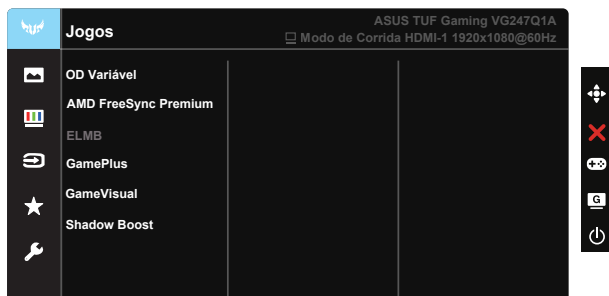 ASUS TUF Gaming VG247Q1A
Jogos
Modo de Corrida HDMI-1 1920x1080@60Hz
OD Variável
AMD FreeSync Premium
ELMB
GamePlus
GameVisual
Shadow Boost
G